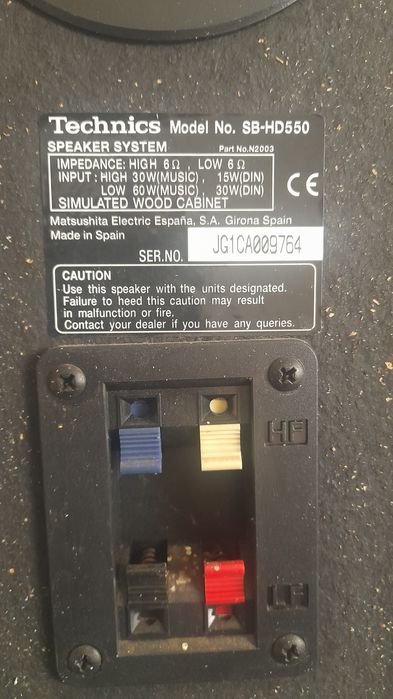 Technics Model No. SB-HD550
SPEAKER SYSTEM Part No.N2003
IMPEDANCE: HIGH 6Ω , LOW 6Ω
INPUT : HIGH 30W(MUSIC) 15W(DIN)
LOW 60W(MUSIC) , 30W(DIN)
SIMULATED WOOD CABINET
CE
Matsushita Electric España, S.A. Girona Spain
Made in Spain
SER.NO. JG1CA009764
CAUTION
Use this speaker with the units designated.
Failure to heed this caution may result
in malfunction or fire.
Contact your dealer if you have any queries.
HF
LF